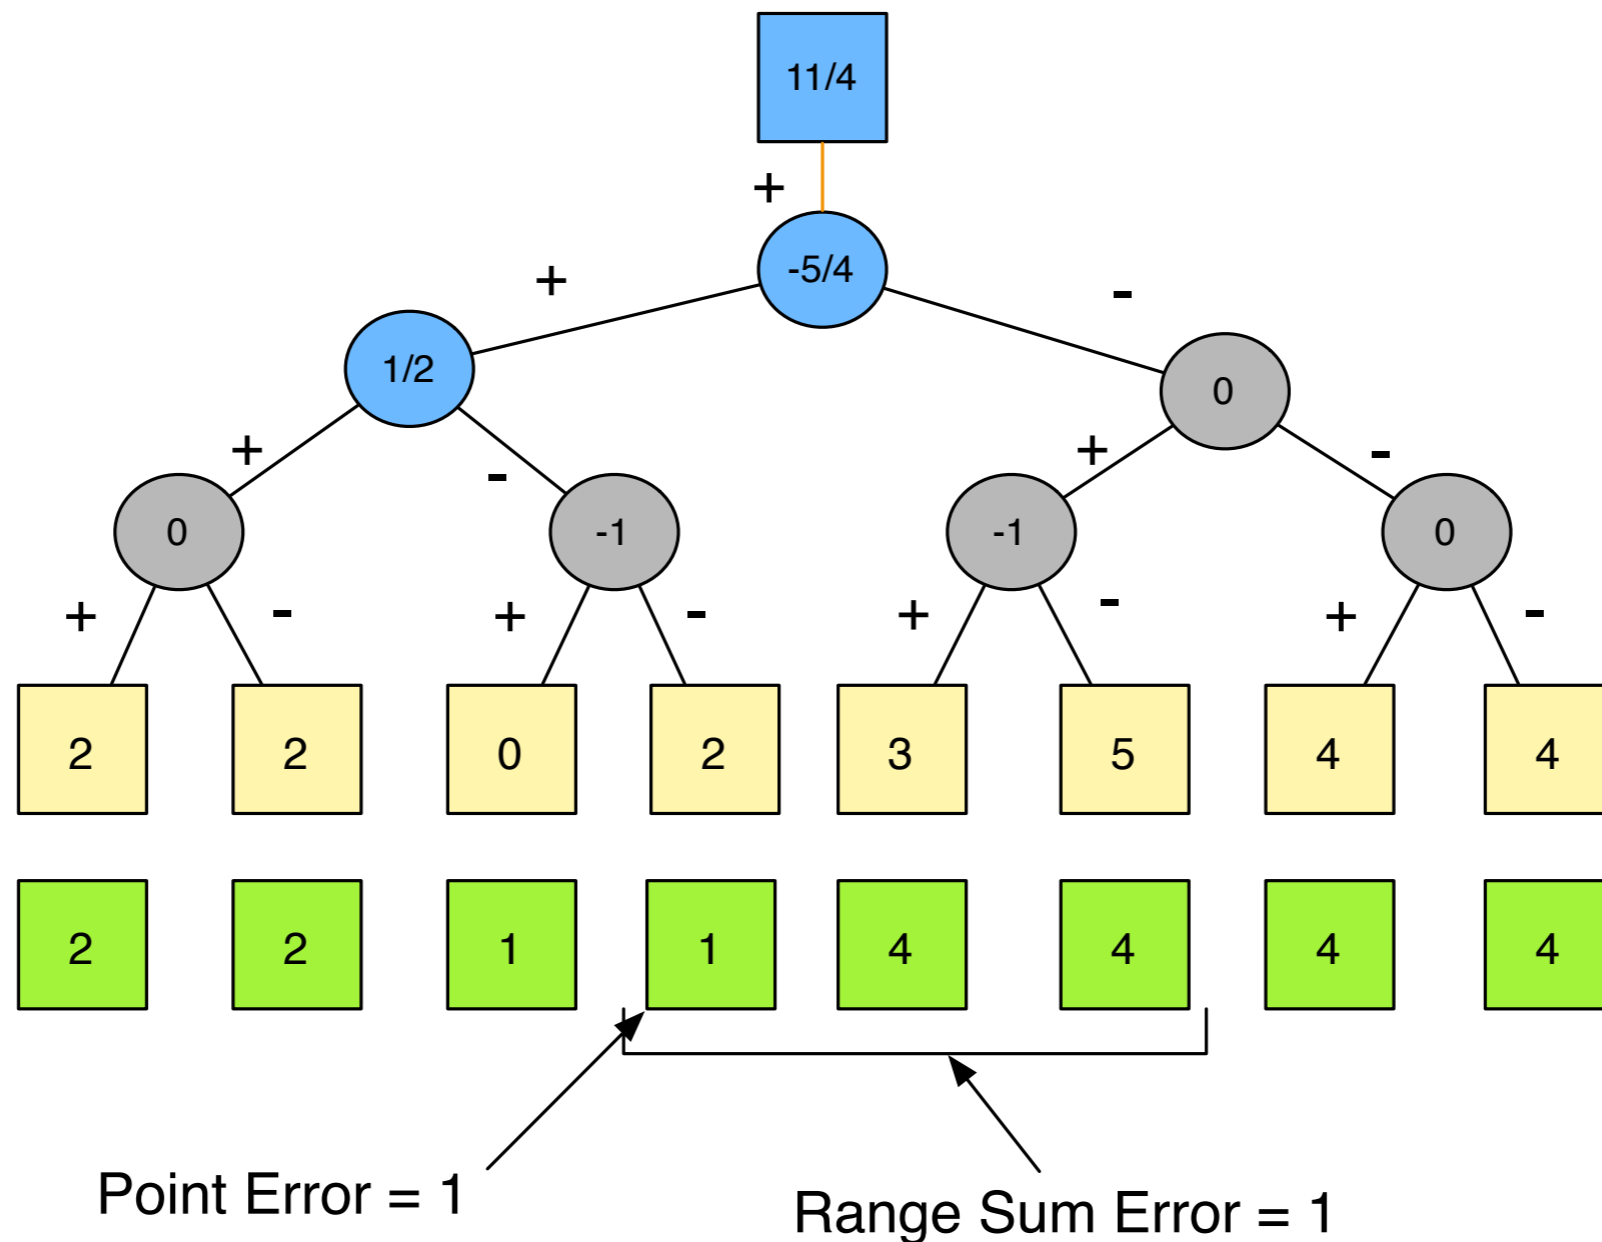 11/4
+
-5/4
+ -
1/2
0
+ - + -
0 -1 -1 0
+ - + - + - + -
2 2 0 2 3 5 4 4
2 2 1 1 4 4 4 4
Point Error = 1
Range Sum Error = 1